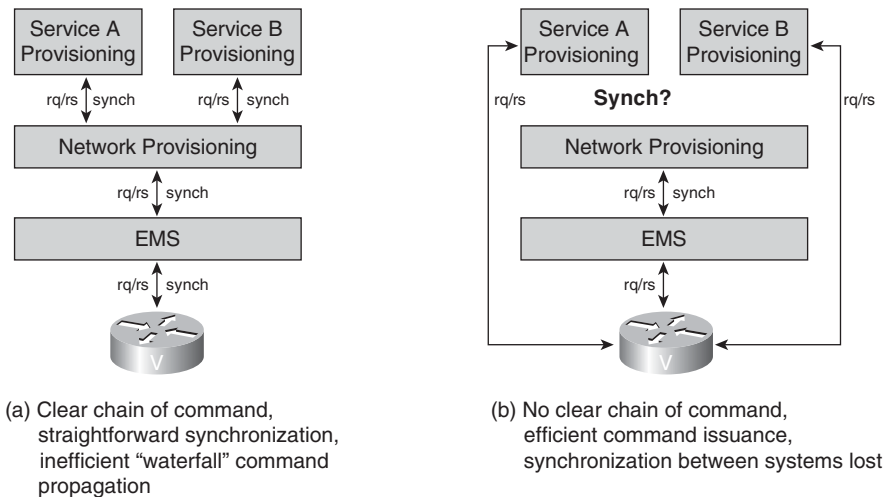 Service A
Provisioning
Service B
Provisioning
rq/rs
synch
rq/rs
synch
Network Provisioning
rq/rs
synch
EMS
rq/rs
synch
V
(a) Clear chain of command,
straightforward synchronization,
inefficient “waterfall” command
propagation
Service A
Provisioning
Service B
Provisioning
rq/rs
Synch?
rq/rs
Network Provisioning
rq/rs
synch
EMS
rq/rs
V
(b) No clear chain of command,
efficient command issuance,
synchronization between systems lost